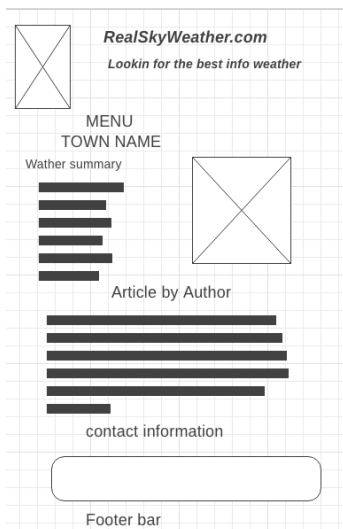 RealSkyWeather.com
Lookin for the best info weather
MENU
TOWN NAME
Wather summary
Article by Author
contact information
Footer bar